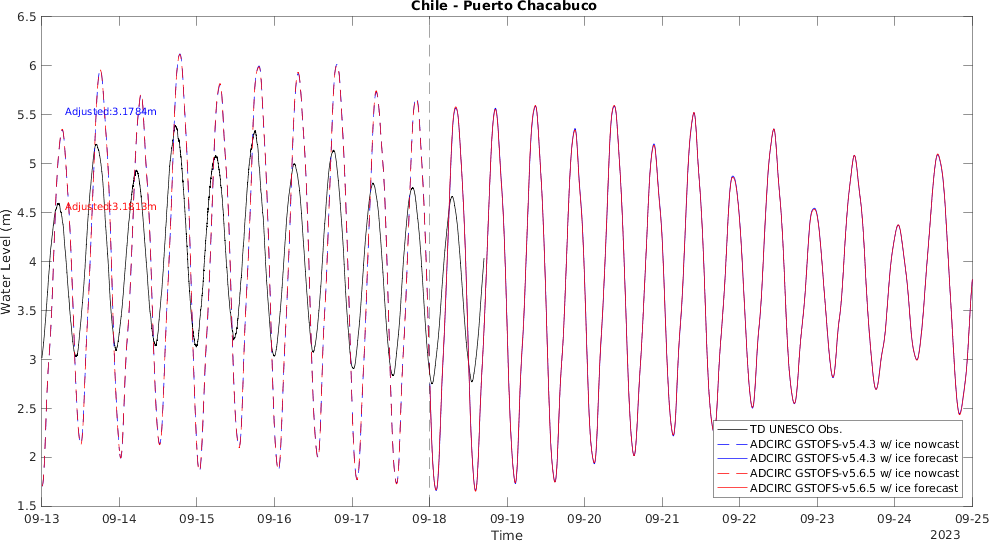 Chile - Puerto Chacabuco
6.5
6
5.5
5
4.5
4
3.5
3
2.5
2
1.5
Water Level (m)
Adjusted:3.1784m
Adjusted:3.1813m
TD UNESCO Obs.
ADCIRC GSTOFS-v5.4.3 w/ ice nowcast
ADCIRC GSTOFS-v5.4.3 w/ ice forecast
ADCIRC GSTOFS-v5.6.5 w/ ice nowcast
ADCIRC GSTOFS-v5.6.5 w/ ice forecast
09-13 09-14 09-15 09-16 09-17 09-18 09-19 09-20 09-21 09-22 09-23 09-24 09-25
Time
2023